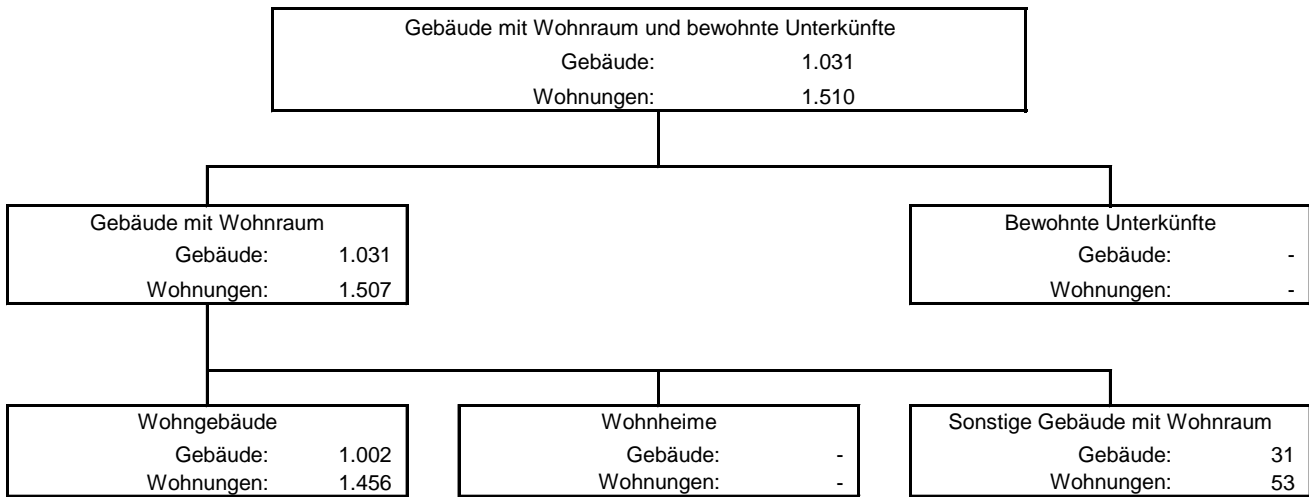 Gebäude mit Wohnraum und bewohnte Unterkünfte
Gebäude: 1.031
Wohnungen: 1.510
Gebäude mit Wohnraum
Gebäude: 1.031
Wohnungen: 1.507
Bewohnte Unterkünfte
Gebäude: -
Wohnungen: -
Wohngebäude
Gebäude: 1.002
Wohnungen: 1.456
Wohnheime
Gebäude: -
Wohnungen: -
Sonstige Gebäude mit Wohnraum
Gebäude: 31
Wohnungen: 53